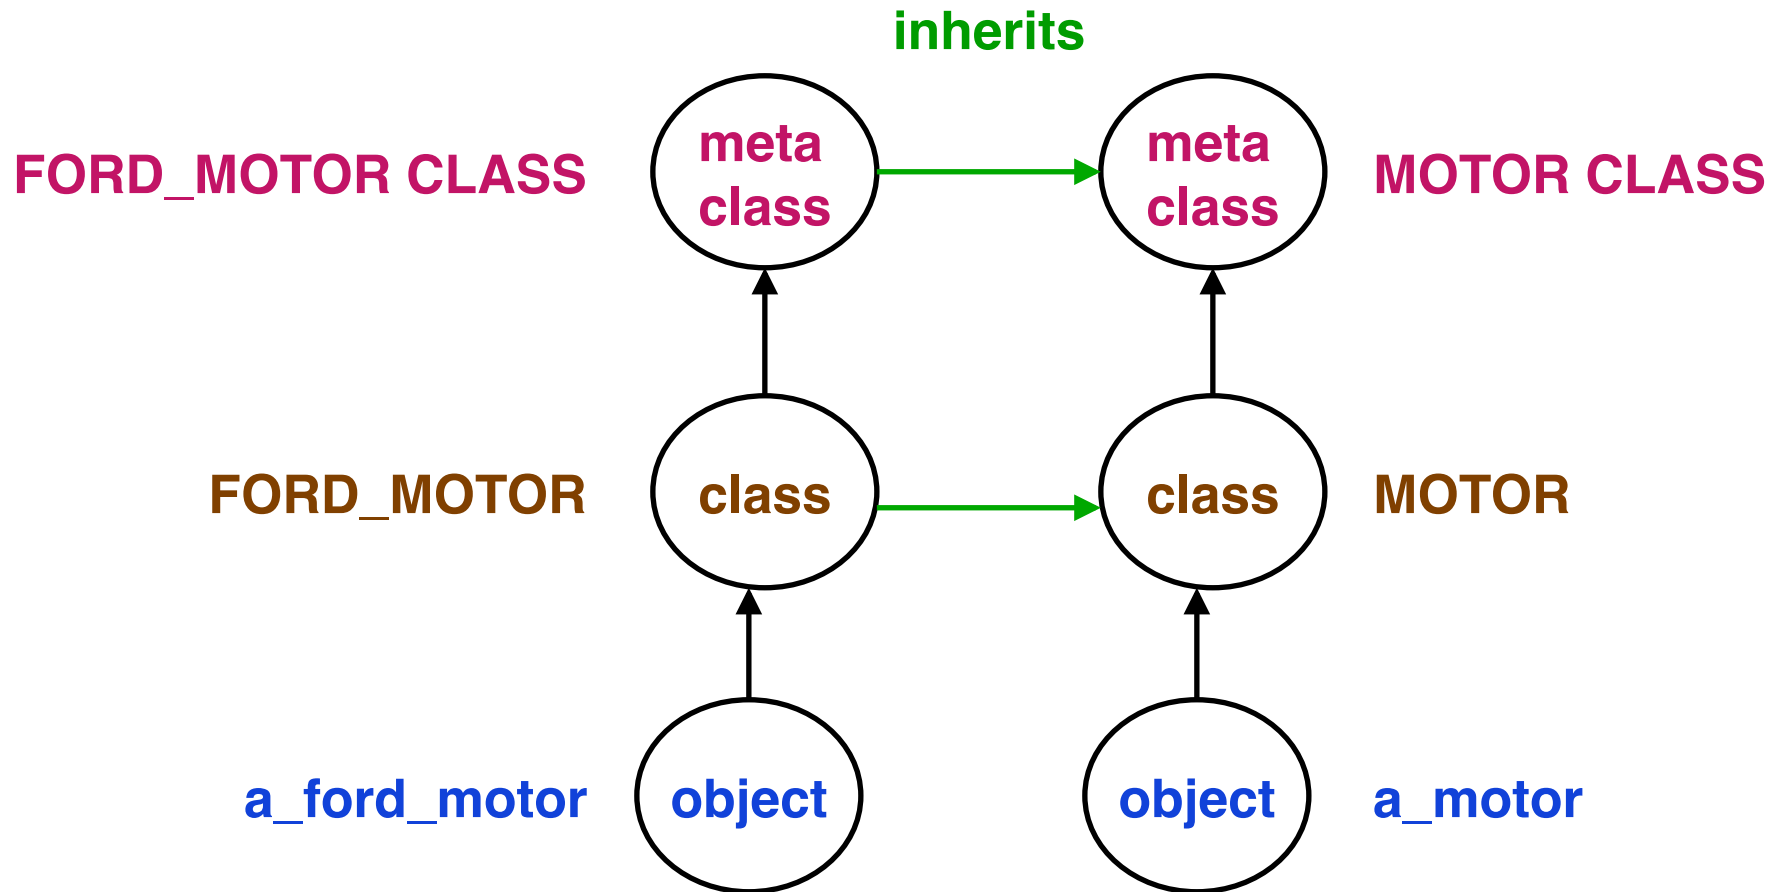 inherits
FORD_MOTOR CLASS
meta
class
meta
class
MOTOR CLASS
FORD_MOTOR
class
class
MOTOR
a_ford_motor
object
object
a_motor